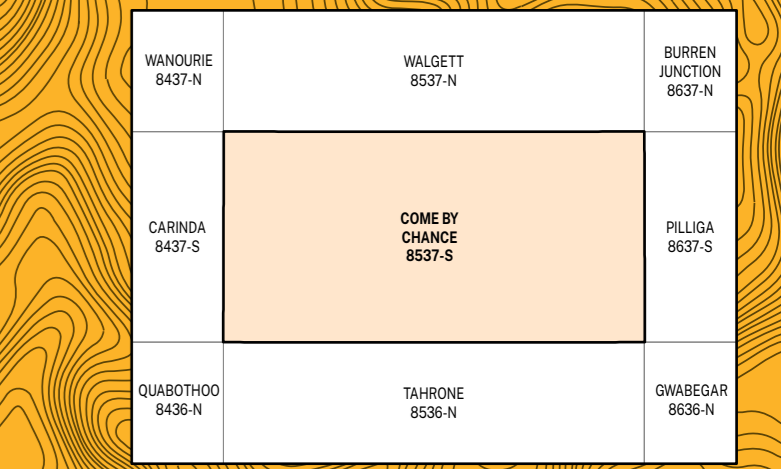 WANOURIE
8437-N
WALGETT
8537-N
BURREN
JUNCTION
8637-N
CARINDA
8437-S
COME BY
CHANCE
8537-S
PILLIGA
8637-S
QUABOTHOO
8436-N
TAHRONE
8536-N
GWABEGAR
8636-N